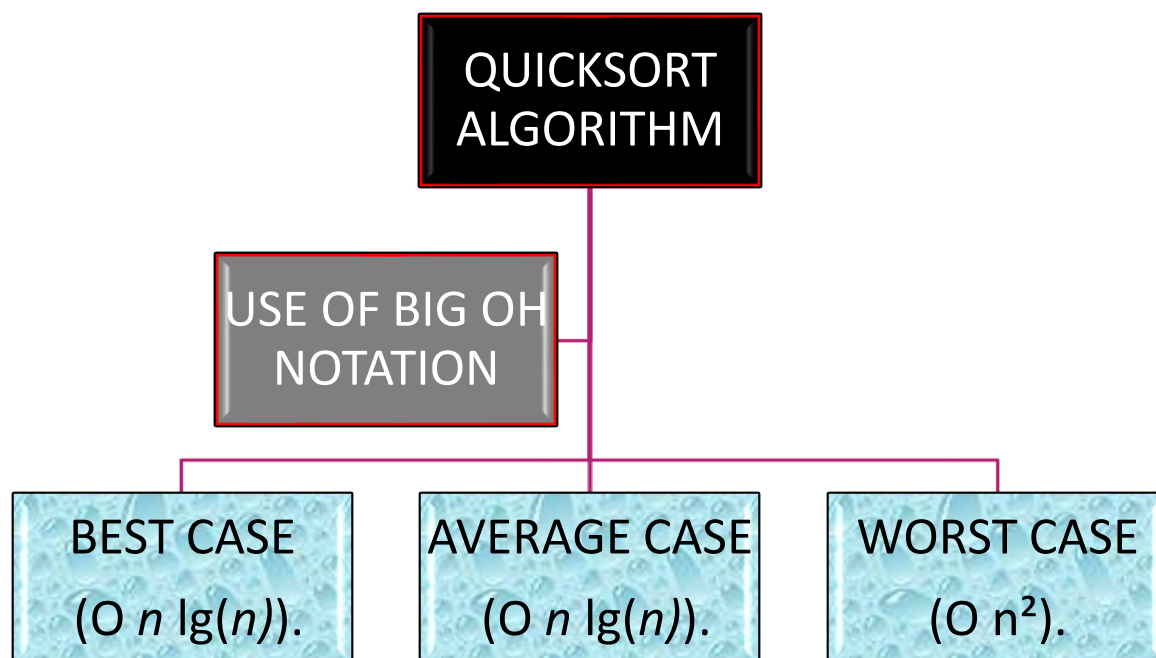 QUICKSORT
ALGORITHM
USE OF BIG OH
NOTATION
BEST CASE
(O n lg(n)).
AVERAGE CASE
(O n lg(n)).
WORST CASE
(O n²).